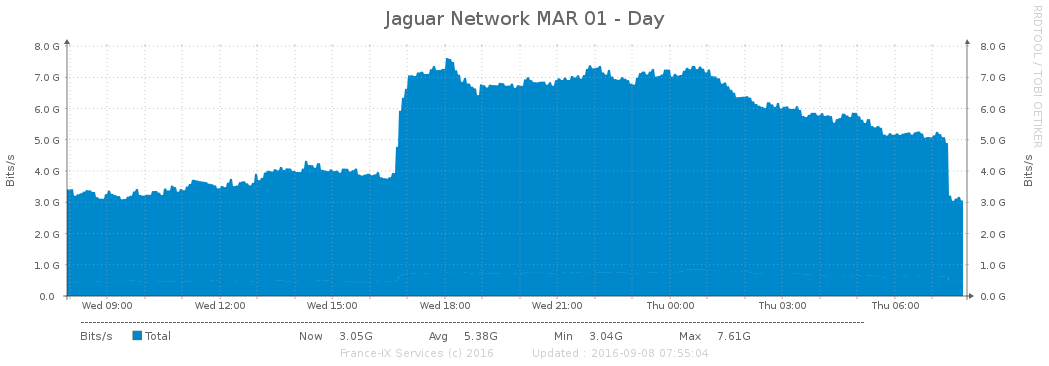 Jaguar Network MAR 01 - Day
RRDTOOL / TOBI OETIKER
Bits/s
8.0 G
7.0 G
6.0 G
5.0 G
4.0 G
3.0 G
2.0 G
1.0 G
0.0
8.0 G
7.0 G
6.0 G
5.0 G
4.0 G
3.0 G
2.0 G
1.0 G
0.0 G
Bits/s
Wed 09:00 Wed 12:00 Wed 15:00 Wed 18:00 Wed 21:00 Thu 00:00 Thu 03:00 Thu 06:00
Bits/s Total Now 3.05G Avg 5.38G Min 3.04G Max 7.61G
France-IX Services (c) 2016 Updated : 2016-09-08 07:55:04